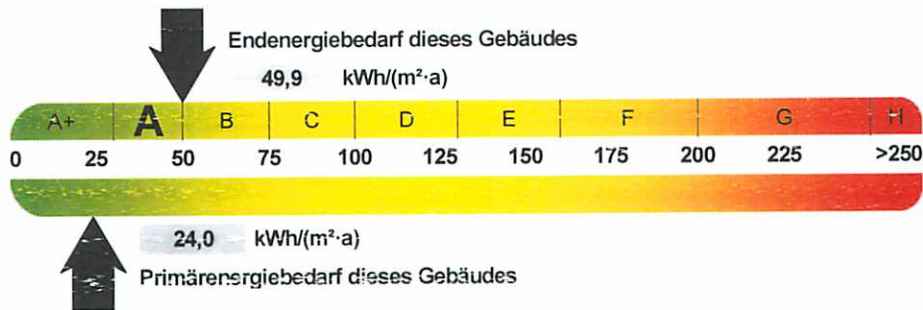 Endenergiebedarf dieses Gebäudes
49,9 kWh/(m²·a)
A+ A B C D E F G H
0 25 50 75 100 125 150 175 200 225 >250
24,0 kWh/(m²·a)
Primärenergiebedarf dieses Gebäudes